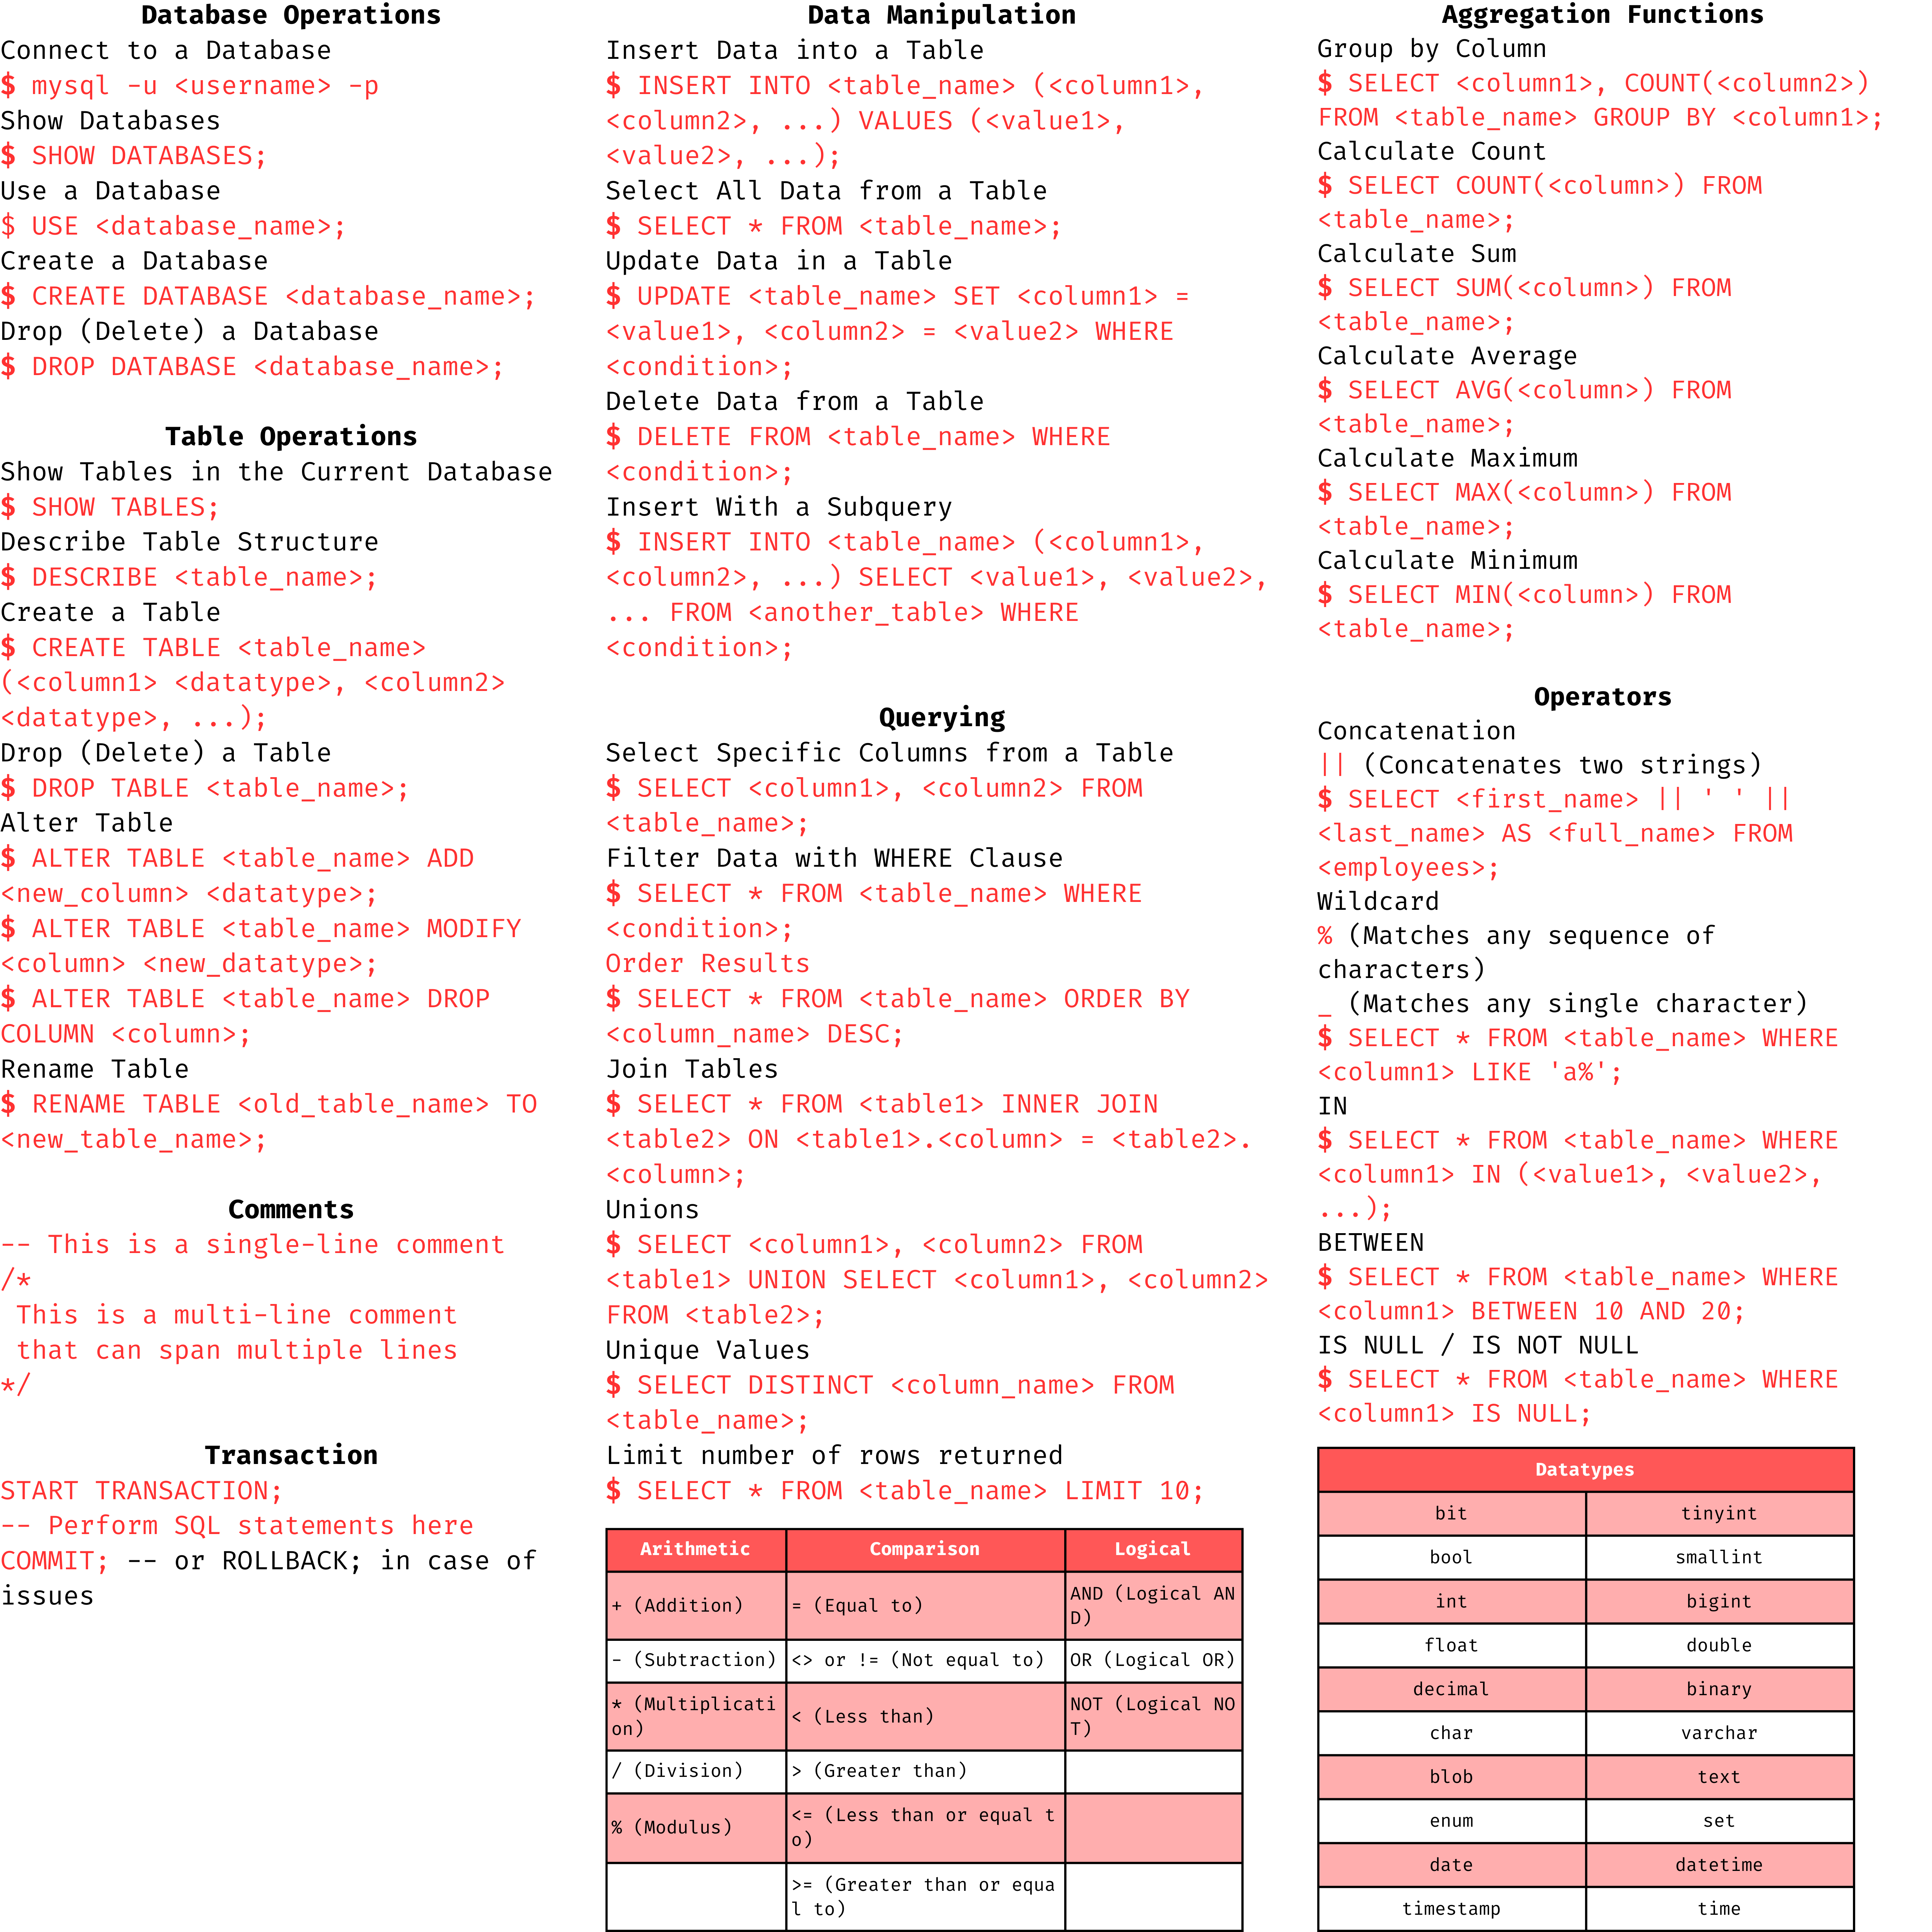 Database Operations
Connect to a Database
$ mysql -u <username> -p
Show Databases
$ SHOW DATABASES;
Use a Database
$ USE <database_name>;
Create a Database
$ CREATE DATABASE <database_name>;
Drop (Delete) a Database
$ DROP DATABASE <database_name>;
Table Operations
Show Tables in the Current Database
$ SHOW TABLES;
Describe Table Structure
$ DESCRIBE <table_name>;
Create a Table
$ CREATE TABLE <table_name>
(<column1> <datatype>, <column2>
<datatype>, ...);
Drop (Delete) a Table
$ DROP TABLE <table_name>;
Alter Table
$ ALTER TABLE <table_name> ADD
<new_column> <datatype>;
$ ALTER TABLE <table_name> MODIFY
<column> <new_datatype>;
$ ALTER TABLE <table_name> DROP
COLUMN <column>;
Rename Table
$ RENAME TABLE <old_table_name> TO
<new_table_name>;
Comments
-- This is a single-line comment
/*
This is a multi-line comment
that can span multiple lines
*/
Transaction
START TRANSACTION;
-- Perform SQL statements here
COMMIT; -- or ROLLBACK; in case of
issues
Data Manipulation
Insert Data into a Table
$ INSERT INTO <table_name> (<column1>,
<column2>, ...) VALUES (<value1>,
<value2>, ...);
Select All Data from a Table
$ SELECT * FROM <table_name>;
Update Data in a Table
$ UPDATE <table_name> SET <column1> =
<value1>, <column2> = <value2> WHERE
<condition>;
Delete Data from a Table
$ DELETE FROM <table_name> WHERE
<condition>;
Insert With a Subquery
$ INSERT INTO <table_name> (<column1>,
<column2>, ...) SELECT <value1>, <value2>,
... FROM <another_table> WHERE
<condition>;
Querying
Select Specific Columns from a Table
$ SELECT <column1>, <column2> FROM
<table_name>;
Filter Data with WHERE Clause
$ SELECT * FROM <table_name> WHERE
<condition>;
Order Results
$ SELECT * FROM <table_name> ORDER BY
<column_name> DESC;
Join Tables
$ SELECT * FROM <table1> INNER JOIN
<table2> ON <table1>.<column> = <table2>.
<column>;
Unions
$ SELECT <column1>, <column2> FROM
<table1> UNION SELECT <column1>, <column2>
FROM <table2>;
Unique Values
$ SELECT DISTINCT <column_name> FROM
<table_name>;
Limit number of rows returned
$ SELECT * FROM <table_name> LIMIT 10;
Arithmetic Comparison Logical
+ (Addition) = (Equal to) AND (Logical AN
D)
- (Subtraction) <> or != (Not equal to) OR (Logical OR)
* (Multiplicati < (Less than) NOT (Logical NO
on) T)
/ (Division) > (Greater than)
% (Modulus) <= (Less than or equal t
o)
>= (Greater than or equa
l to)
Aggregation Functions
Group by Column
$ SELECT <column1>, COUNT(<column2>)
FROM <table_name> GROUP BY <column1>;
Calculate Count
$ SELECT COUNT(<column>) FROM
<table_name>;
Calculate Sum
$ SELECT SUM(<column>) FROM
<table_name>;
Calculate Average
$ SELECT AVG(<column>) FROM
<table_name>;
Calculate Maximum
$ SELECT MAX(<column>) FROM
<table_name>;
Calculate Minimum
$ SELECT MIN(<column>) FROM
<table_name>;
Operators
Concatenation
|| (Concatenates two strings)
$ SELECT <first_name> || ' ' ||
<last_name> AS <full_name> FROM
<employees>;
Wildcard
% (Matches any sequence of
characters)
_ (Matches any single character)
$ SELECT * FROM <table_name> WHERE
<column1> LIKE 'a%';
IN
$ SELECT * FROM <table_name> WHERE
<column1> IN (<value1>, <value2>,
...);
BETWEEN
$ SELECT * FROM <table_name> WHERE
<column1> BETWEEN 10 AND 20;
IS NULL / IS NOT NULL
$ SELECT * FROM <table_name> WHERE
<column1> IS NULL;
Datatypes
bit tinyint
bool smallint
int bigint
float double
decimal binary
char varchar
blob text
enum set
date datetime
timestamp time